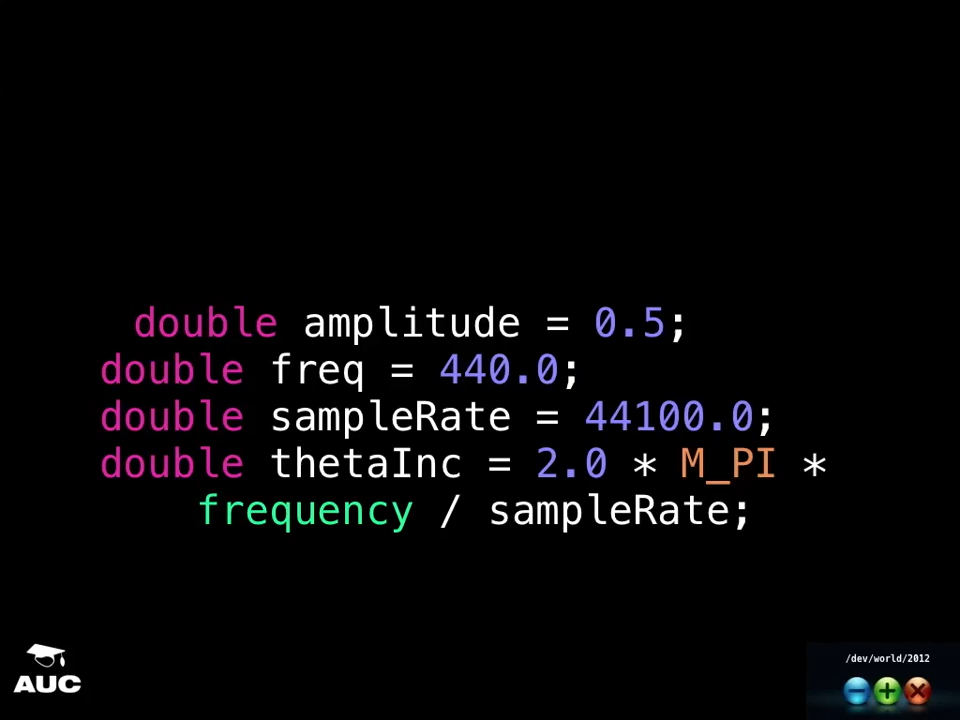 double amplitude = 0.5;
double freq = 440.0;
double sampleRate = 44100.0;
double thetaInc = 2.0 * M_PI *
frequency / sampleRate;
AUC
/dev/world/2012